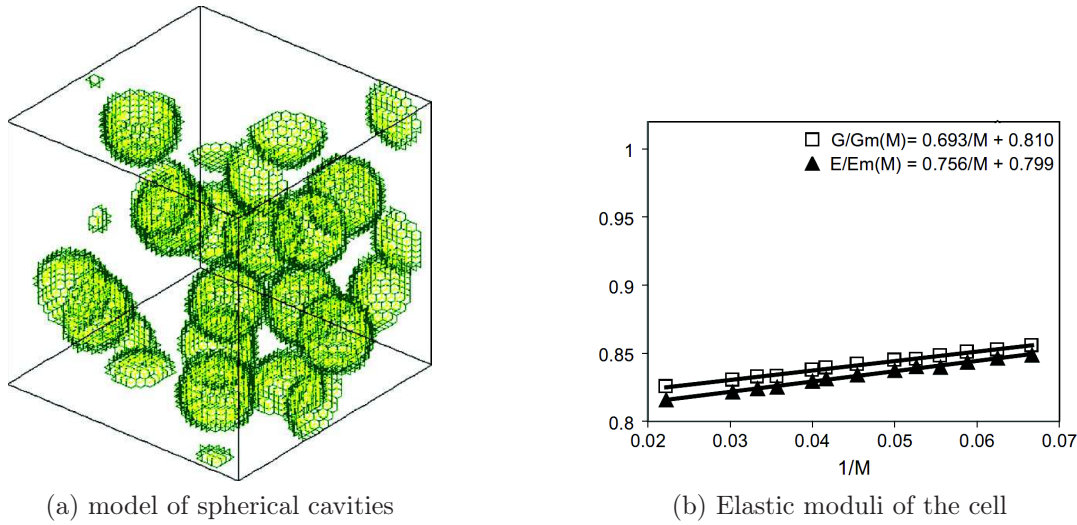 G/Gm(M)= 0.693/M + 0.810
E/Em(M) = 0.756/M + 0.799
1
0.95
0.9
0.85
0.8
0.02 0.03 0.04 0.05 0.06 0.07
1/M
(a) model of spherical cavities
(b) Elastic moduli of the cell